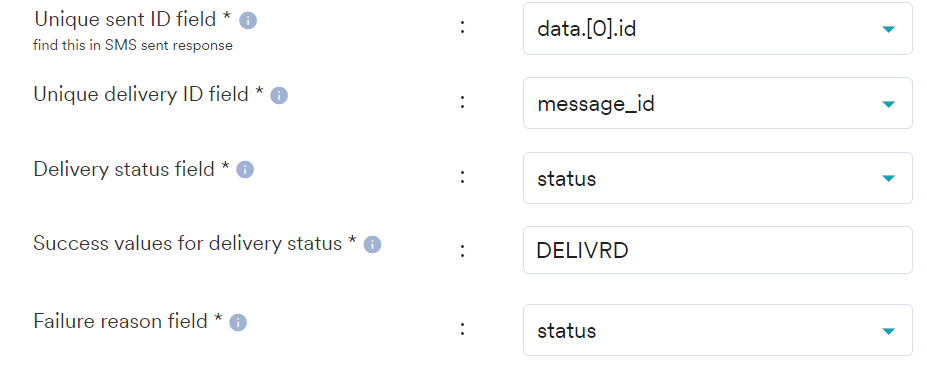 Unique sent ID field * i : data.[0].id
find this in SMS sent response
Unique delivery ID field * i : message_id
Delivery status field * i : status
Success values for delivery status * i : DELIVRD
Failure reason field * i : status